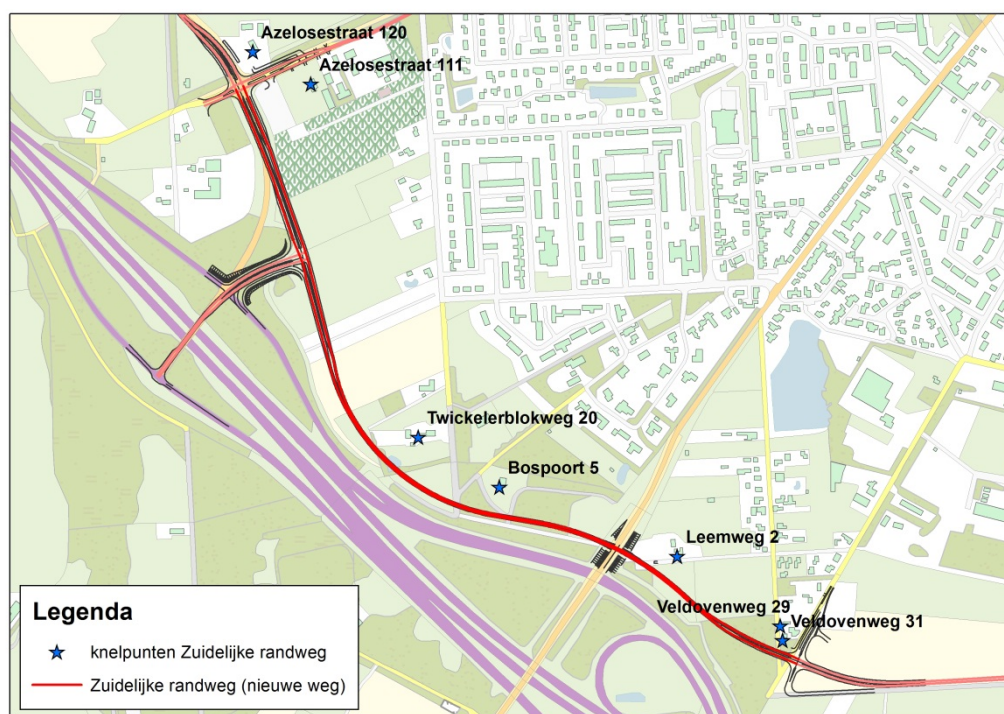 Azelosestraat 120
Azelosestraat 111
Twickelerblokweg 20
Bospoort 5
Leemweg 2
Veldovenweg 29
Veldovenweg 31
Legenda
knelpunten Zuidelijke randweg
Zuidelijke randweg (nieuwe weg)